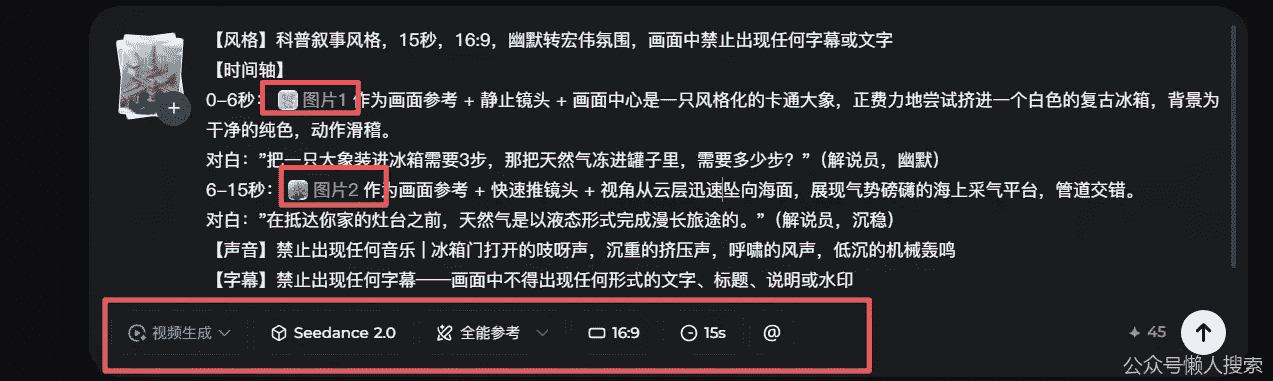 【风格】科普叙事风格，15秒，16:9，幽默转宏伟氛围，画面中禁止出现任何字幕或文字
【时间轴】
0-6秒： 图片1 作为画面参考 + 静止镜头 + 画面中心是一只风格化的卡通大象，正费力地尝试挤进一个白色的复古冰箱，背景为
干净的纯色，动作滑稽。
对白：”把一只大象装进冰箱需要3步，那把天然气冻进罐子里，需要多少步？”（解说员，幽默）
6-15秒： 图片2 作为画面参考 + 快速推镜头 + 视角从云层迅速坠向海面，展现气势磅礴的海上采气平台，管道交错。
对白：”在抵达你家的灶台之前，天然气是以液态形式完成漫长旅途的。”（解说员，沉稳）
【声音】禁止出现任何音乐 | 冰箱门打开的吱呀声，沉重的挤压声，呼啸的风声，低沉的机械轰鸣
【字幕】禁止出现任何字幕——画面中不得出现任何形式的文字、标题、说明或水印
视频生成 Seedance 2.0 全能参考 16:9 15s @ 45
公众号懒人搜索